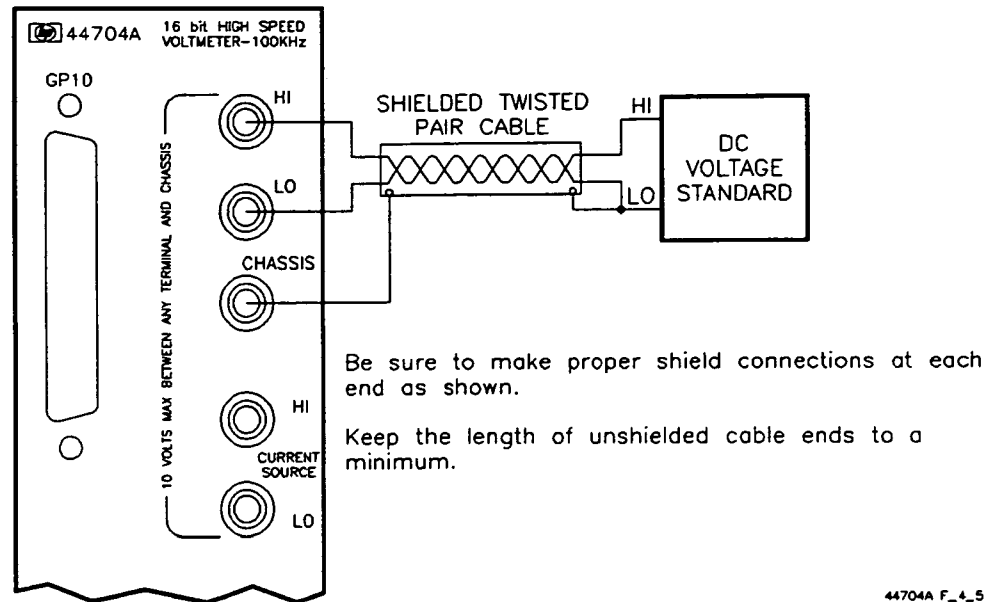 hp 44704A
16 bit HIGH SPEED
VOLTMETER-100KHz
GP10
10 VOLTS MAX BETWEEN ANY TERMINAL AND CHASSIS
HI
LO
CHASSIS
HI
CURRENT
SOURCE
LO
SHIELDED TWISTED
PAIR CABLE
HI
LO
DC
VOLTAGE
STANDARD
Be sure to make proper shield connections at each
end as shown.
Keep the length of unshielded cable ends to a
minimum.
44704A F_4_5